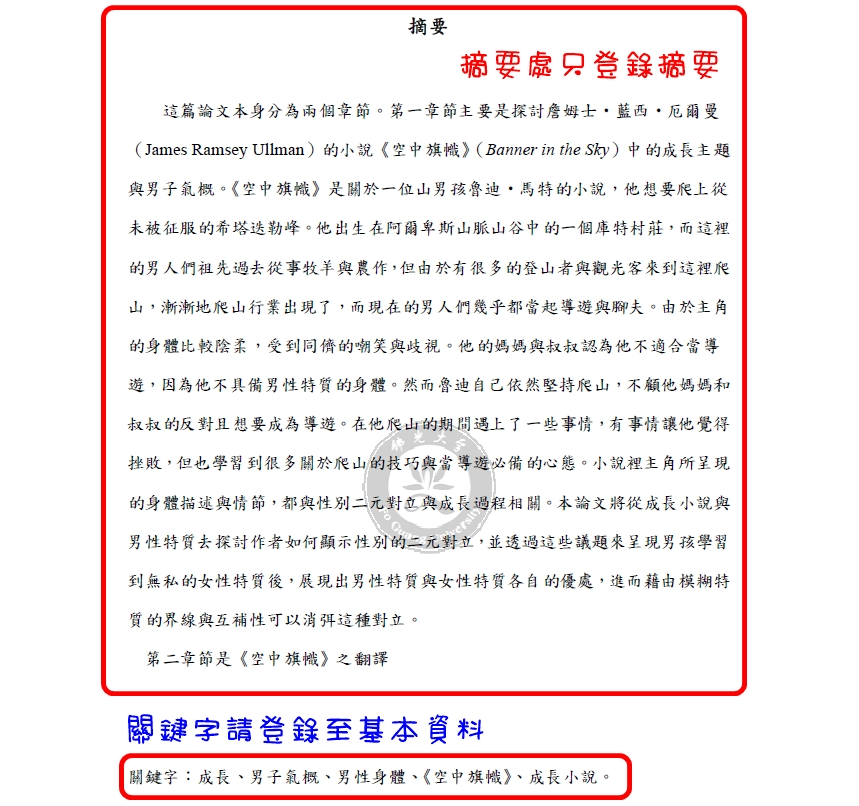 摘要
摘要處只登錄摘要
這篇論文本身分為兩個章節。第一章節主要是探討詹姆士‧藍西‧厄爾曼
（James Ramsey Ullman）的小說《空中旗幟》（Banner in the Sky）中的成長主題
與男子氣概。《空中旗幟》是關於一位山男孩魯迪‧馬特的小說，他想要爬上從
未被征服的希塔迭勒峰。他出生在阿爾卑斯山脈山谷中的一個庫特村莊，而這裡
的男人們祖先過去從事牧羊與農作，但由於有很多的登山者與觀光客來到這裡爬
山，漸漸地爬山行業出現了，而現在的男人們幾乎都當起導遊與腳夫。由於主角
的身體比較陰柔，受到同儕的嘲笑與歧視。他的媽媽與叔叔認為他不適合當導
遊，因為他不具備男性特質的身體。然而魯迪自己依然堅持爬山，不顧他媽媽和
叔叔的反對且想要成為導遊。在他爬山的期間遇上了一些事情，有事情讓他覺得
挫敗，但也學習到很多關於爬山的技巧與當導遊必備的心態。小說裡主角所呈現
的身體描述與情節，都與性別二元對立與成長過程相關。本論文將從成長小說與
男性特質去探討作者如何顯示性別的二元對立，並透過這些議題來呈現男孩學習
到無私的女性特質後，展現出男性特質與女性特質各自的優處，進而藉由模糊特
質的界線與互補性可以消弭這種對立。
第二章節是《空中旗幟》之翻譯
佛光大學
Fo Guang University
關鍵字請登錄至基本資料
關鍵字：成長、男子氣概、男性身體、《空中旗幟》、成長小說。